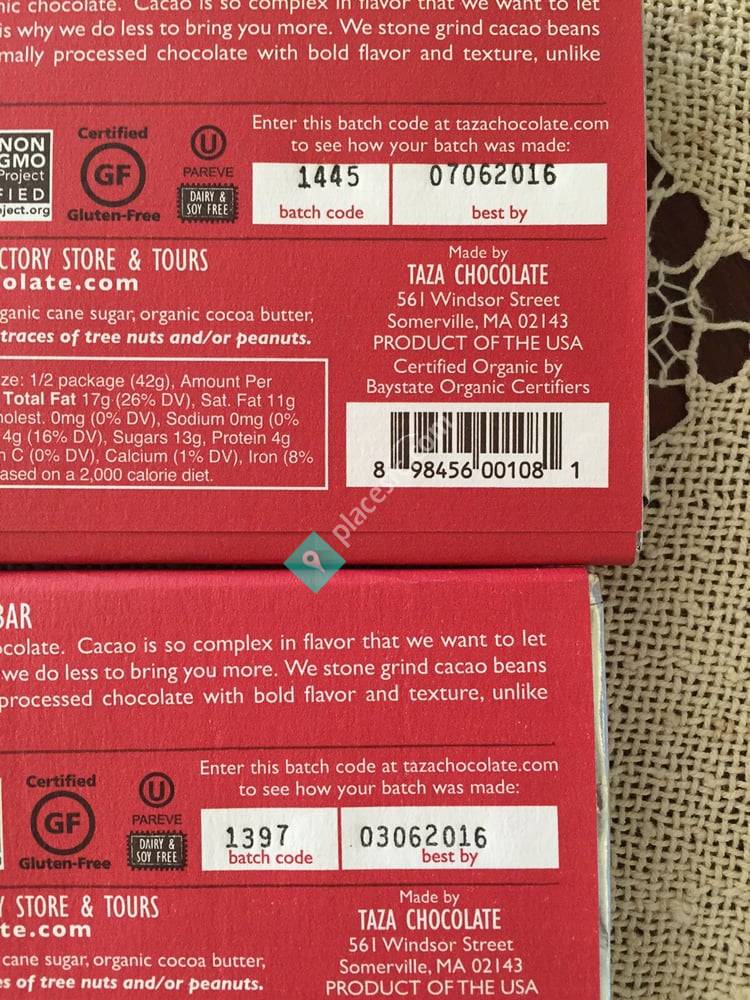 nic chocolate. Cacao is so complex in flavor that we want to let
is why we do less to bring you more. We stone grind cacao beans
mally processed chocolate with bold flavor and texture, unlike
NON
GMO
Project
FIED
ject.org
Certified
GF
Gluten-Free
U
PAREVE
DAIRY &
SOY FREE
Enter this batch code at tazachocolate.com
to see how your batch was made:
1445
batch code
07062016
best by
CTORY STORE & TOURS
olate.com
ganic cane sugar, organic cocoa butter,
traces of tree nuts and/or peanuts.
Made by
TAZA CHOCOLATE
561 Windsor Street
Somerville, MA 02143
PRODUCT OF THE USA
Certified Organic by
Baystate Organic Certifiers
ze: 1/2 package (42g), Amount Per
Total Fat 17g (26% DV), Sat. Fat 11g
holest. 0mg (0% DV), Sodium 0mg (0%
4g (16% DV), Sugars 13g, Protein 4g
n C (0% DV), Calcium (1% DV), Iron (8%
ased on a 2,000 calorie diet.
8 98456 00108 1
BAR
ocolate. Cacao is so complex in flavor that we want to let
we do less to bring you more. We stone grind cacao beans
processed chocolate with bold flavor and texture, unlike
Certified
GF
Gluten-Free
U
PAREVE
DAIRY &
SOY FREE
Enter this batch code at tazachocolate.com
to see how your batch was made:
1397
batch code
03062016
best by
Y STORE & TOURS
te.com
cane sugar, organic cocoa butter,
es of tree nuts and/or peanuts.
Made by
TAZA CHOCOLATE
561 Windsor Street
Somerville, MA 02143
PRODUCT OF THE USA